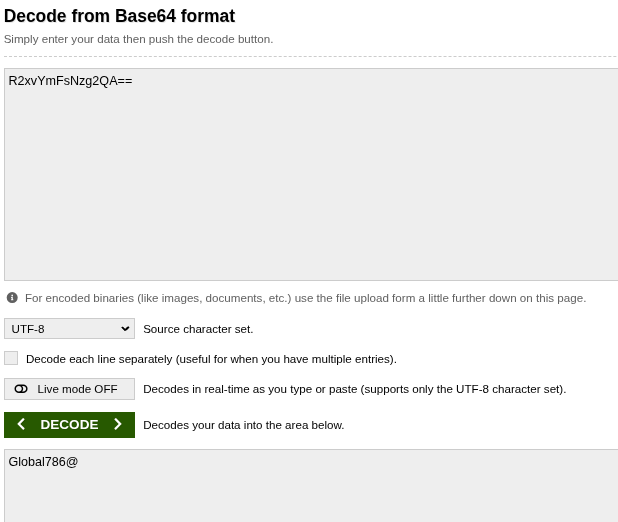 Decode from Base64 format
Simply enter your data then push the decode button.
R2xvYmFsNzg2QA==
For encoded binaries (like images, documents, etc.) use the file upload form a little further down on this page.
UTF-8 Source character set.
Decode each line separately (useful for when you have multiple entries).
Live mode OFF Decodes in real-time as you type or paste (supports only the UTF-8 character set).
DECODE Decodes your data into the area below.
Global786@